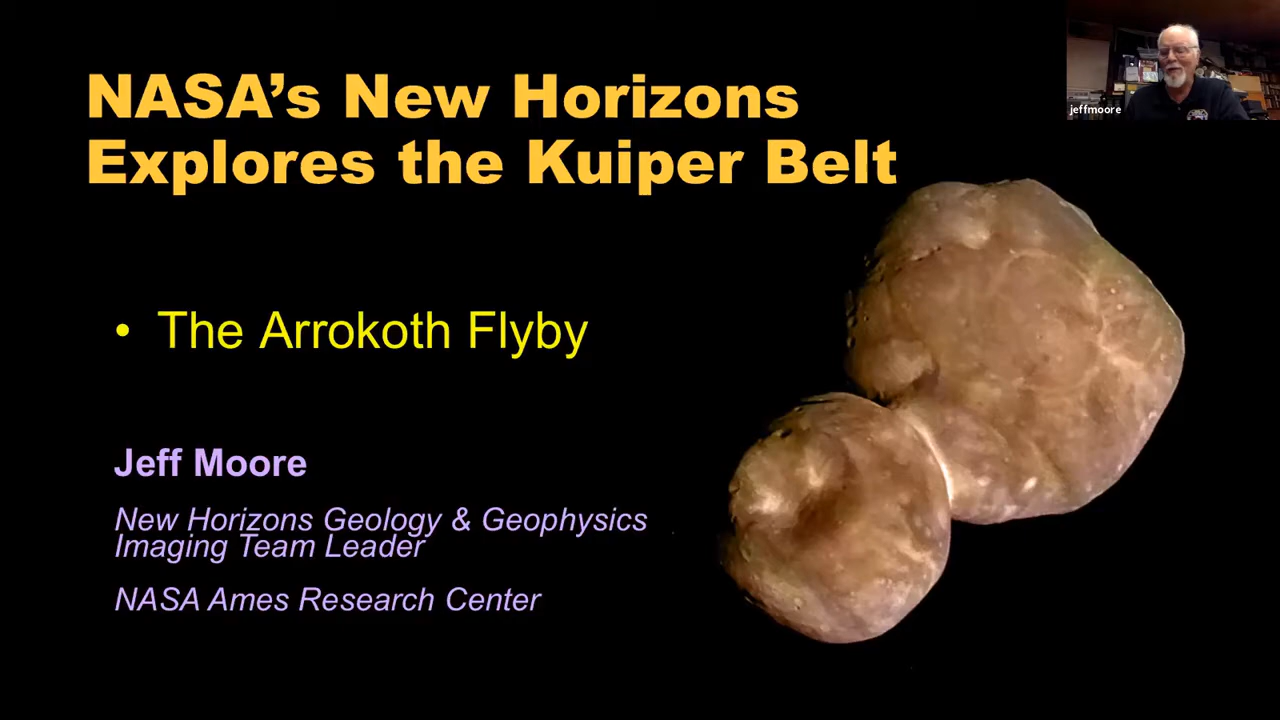 NASA’s New Horizons
Explores the Kuiper Belt
jeffmoore
• The Arrokoth Flyby
Jeff Moore
New Horizons Geology & Geophysics
Imaging Team Leader
NASA Ames Research Center